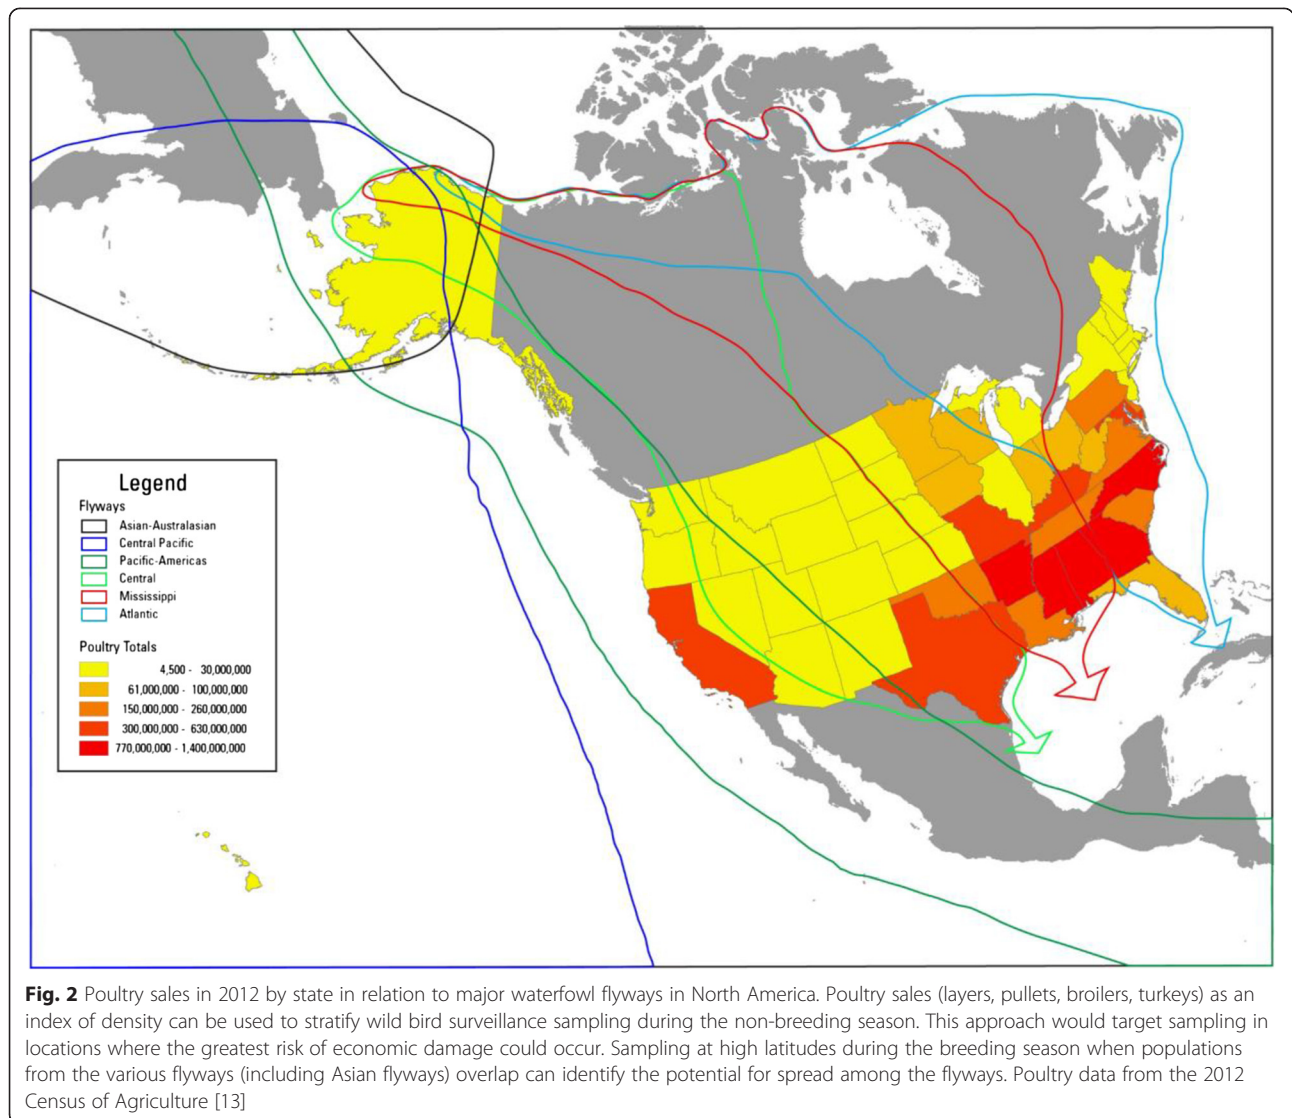 Legend
Flyways
Asian-Australasian
Central Pacific
Pacific-Americas
Central
Mississippi
Atlantic
Poultry Totals
4,500 - 30,000,000
61,000,000 - 100,000,000
150,000,000 - 260,000,000
300,000,000 - 630,000,000
770,000,000 - 1,400,000,000
Fig. 2 Poultry sales in 2012 by state in relation to major waterfowl flyways in North America. Poultry sales (layers, pullets, broilers, turkeys) as an
index of density can be used to stratify wild bird surveillance sampling during the non-breeding season. This approach would target sampling in
locations where the greatest risk of economic damage could occur. Sampling at high latitudes during the breeding season when populations
from the various flyways (including Asian flyways) overlap can identify the potential for spread among the flyways. Poultry data from the 2012
Census of Agriculture [13]